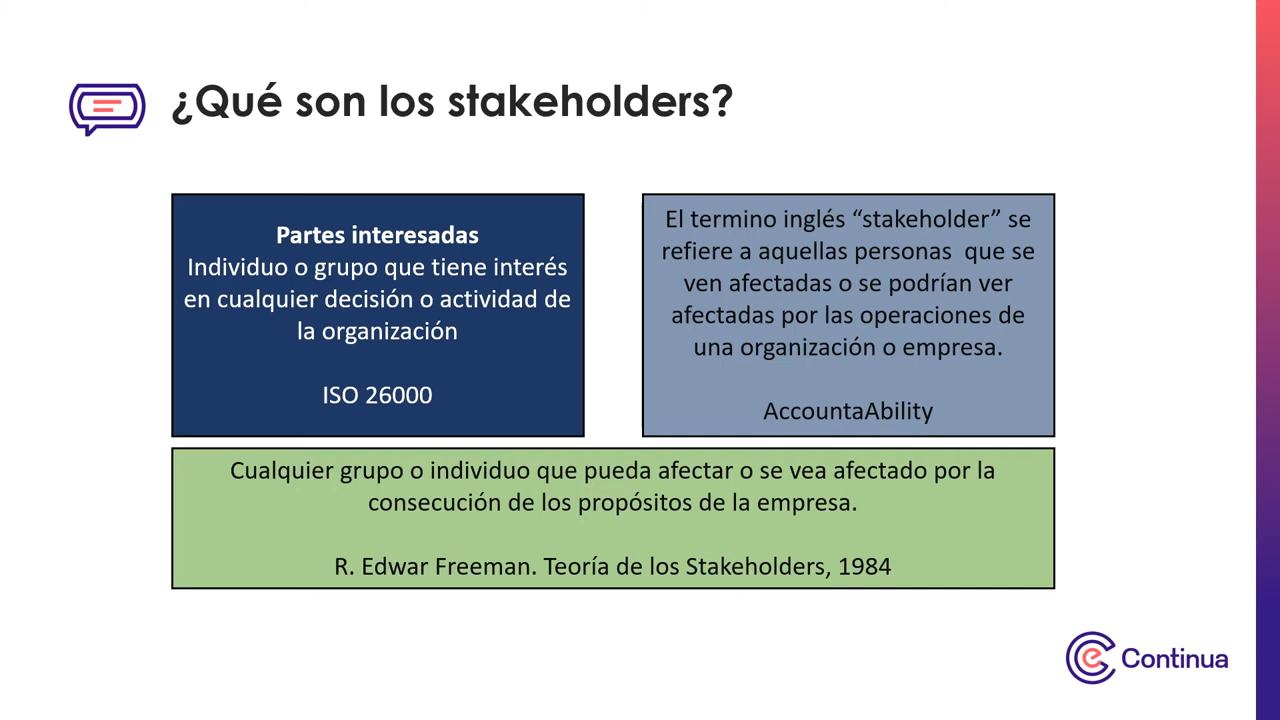 ¿Qué son los stakeholders?
Partes interesadas
Individuo o grupo que tiene interés
en cualquier decisión o actividad de
la organización
ISO 26000
El termino inglés “stakeholder” se
refiere a aquellas personas que se
ven afectadas o se podrían ver
afectadas por las operaciones de
una organización o empresa.
AccountaAbility
Cualquier grupo o individuo que pueda afectar o se vea afectado por la
consecución de los propósitos de la empresa.
R. Edwar Freeman. Teoría de los Stakeholders, 1984
Continua